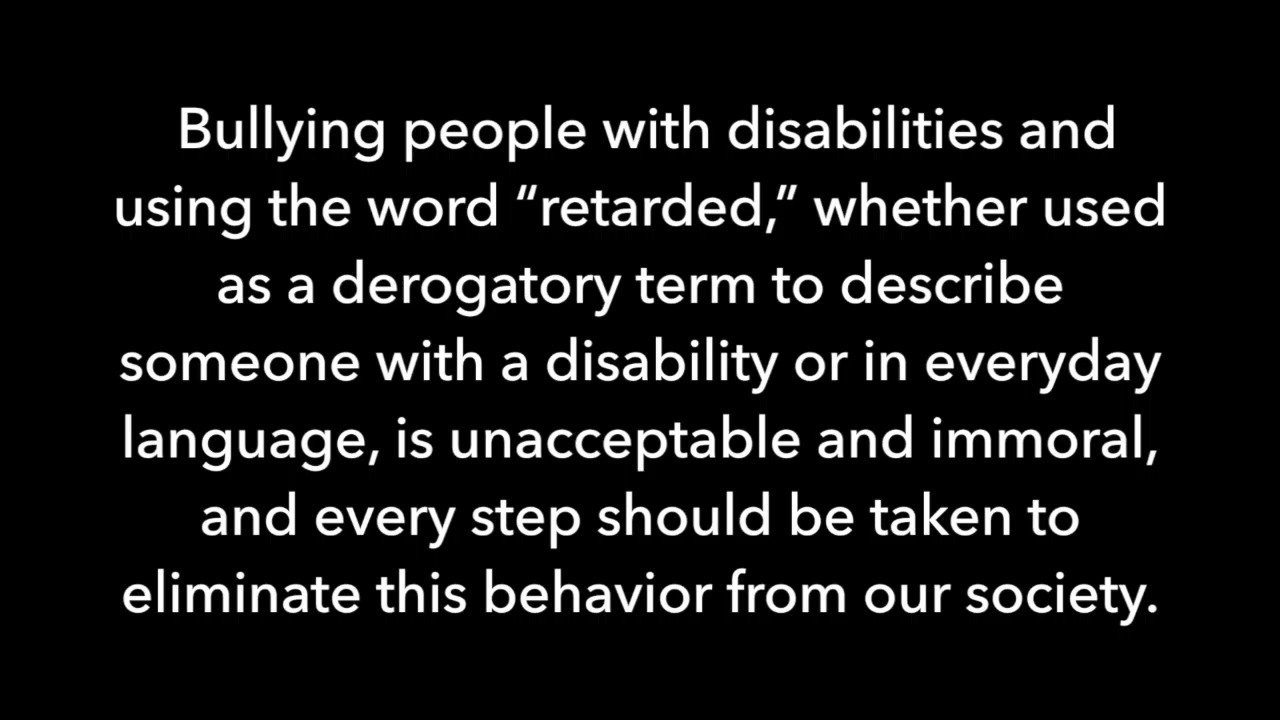 Bullying people with disabilities and
using the word “retarded,” whether used
as a derogatory term to describe
someone with a disability or in everyday
language, is unacceptable and immoral,
and every step should be taken to
eliminate this behavior from our society.